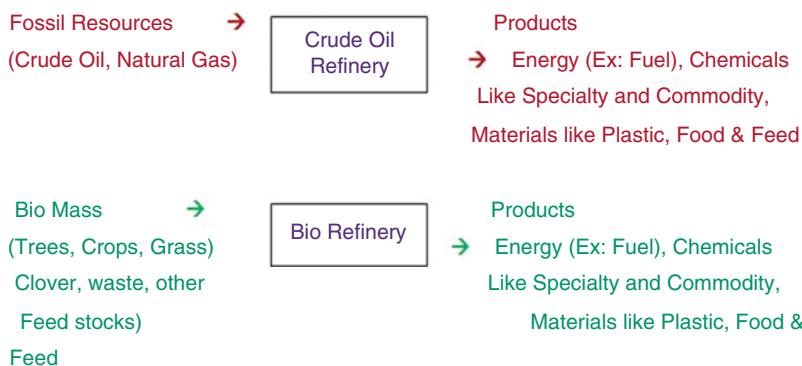 Fossil Resources →
(Crude Oil, Natural Gas)
Crude Oil
Refinery
Products
→ Energy (Ex: Fuel), Chemicals
Like Specialty and Commodity,
Materials like Plastic, Food & Feed
Bio Mass →
(Trees, Crops, Grass)
Clover, waste, other
Feed stocks)
Feed
Bio Refinery
Products
→ Energy (Ex: Fuel), Chemicals
Like Specialty and Commodity,
Materials like Plastic, Food &